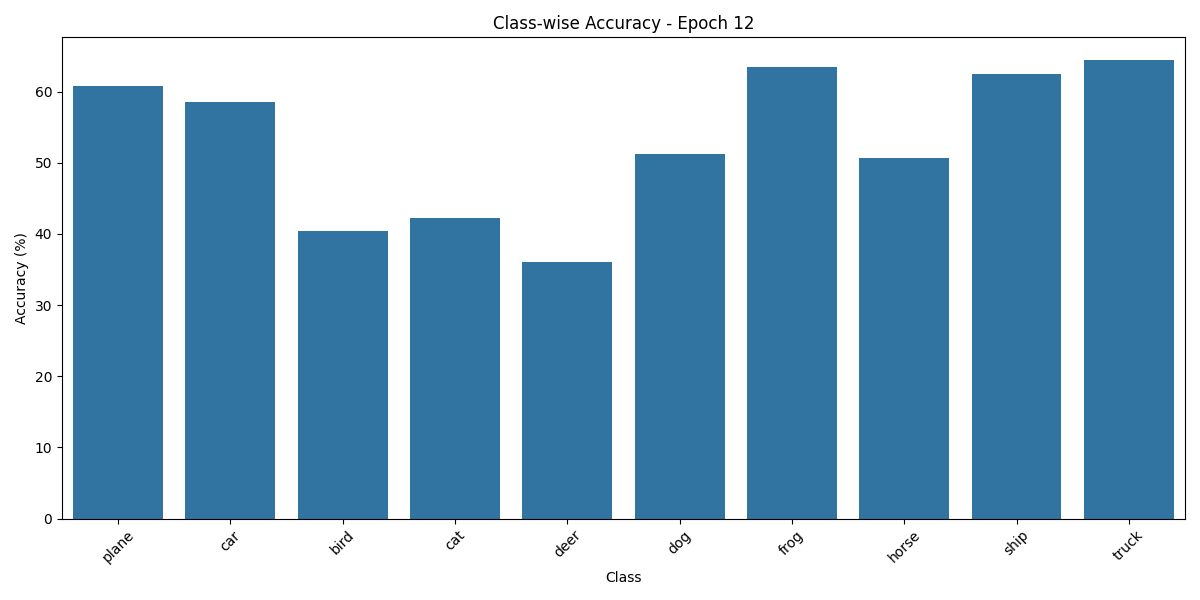 Class-wise Accuracy - Epoch 12
Accuracy (%)
60
50
40
30
20
10
0
plane
car
bird
cat
deer
dog
frog
horse
ship
truck
Class